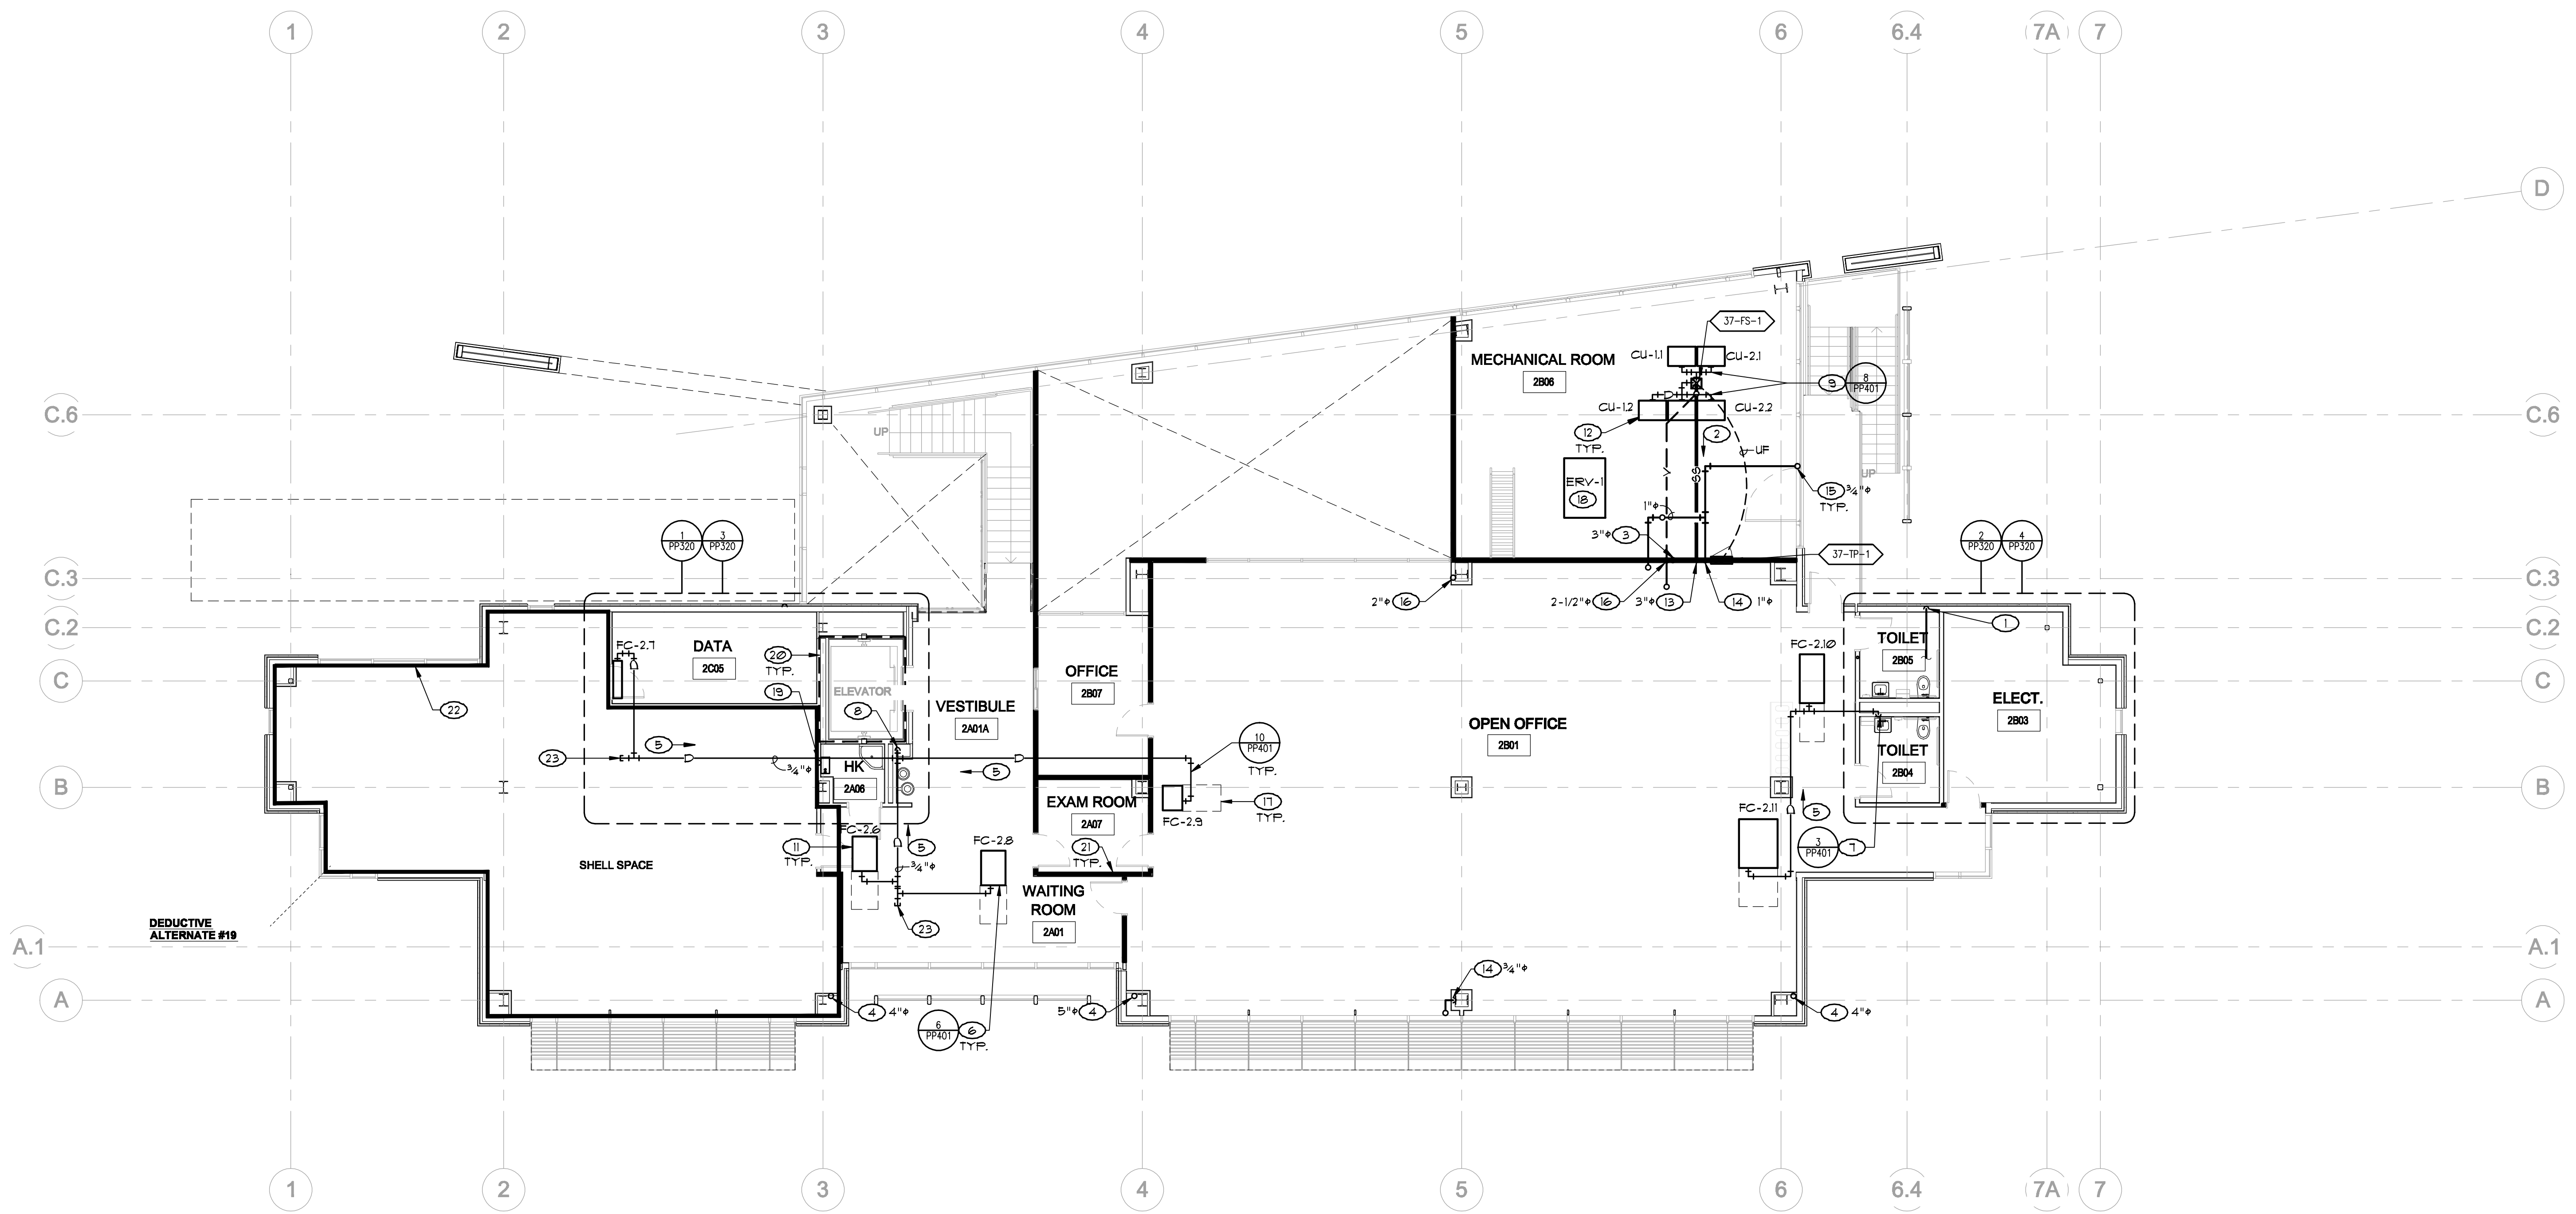 1 2 3 4 5 6 6.4 7A 7
D
37-FS-1
MECHANICAL ROOM
2B06
CU-1.1 CU-2.1
9
8
PP401
CU-1.2 CU-2.2
C.6 C.6
UP
12
TYP.
2
UF
ERV-1
18
V
SS
UP
15 3/4"φ
TYP.
1"φ
3"φ 3
1
PP320
3
PP320
2
PP320
4
PP320
37-TP-1
C.3 C.3
2"φ 16
2-1/2"φ 16
3"φ 13
14 1"φ
C.2 C.2
1
FC-2.7
DATA
2C05
20
TYP.
TOILET
2B05
FC-2.10
C C
OFFICE
2B07
19
ELEVATOR
22
8
VESTIBULE
2A01A
OPEN OFFICE
2B01
ELECT.
2B03
5
23
3/4"φ
HK
2A06
5
10
PP401
TYP.
TOILET
2B04
B B
EXAM ROOM
2A07
17
TYP.
FC-2.9
FC-2.11
5
FC-2.6
11
TYP.
5
3/4"φ
FC-2.8
21
TYP.
3
PP401
7
SHELL SPACE
WAITING
ROOM
2A01
23
DEDUCTIVE
ALTERNATE #19
A.1 A.1
14 3/4"φ
A A
4 4"φ
5"φ 4
4 4"φ
6
PP401
6
TYP.
1 2 3 4 5 6 6.4 7A 7